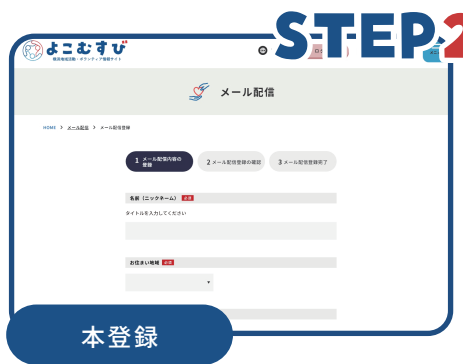 STEP2
よこむすび
横浜地域活動・ボランティア情報サイト
メール配信
HOME > メール配信 > メール配信登録
1 メール配信内容の
登録
2 メール配信登録の確認
3 メール配信登録完了
名前（ニックネーム） 必須
タイトルを入力してください
お住まい地域 必須
本登録